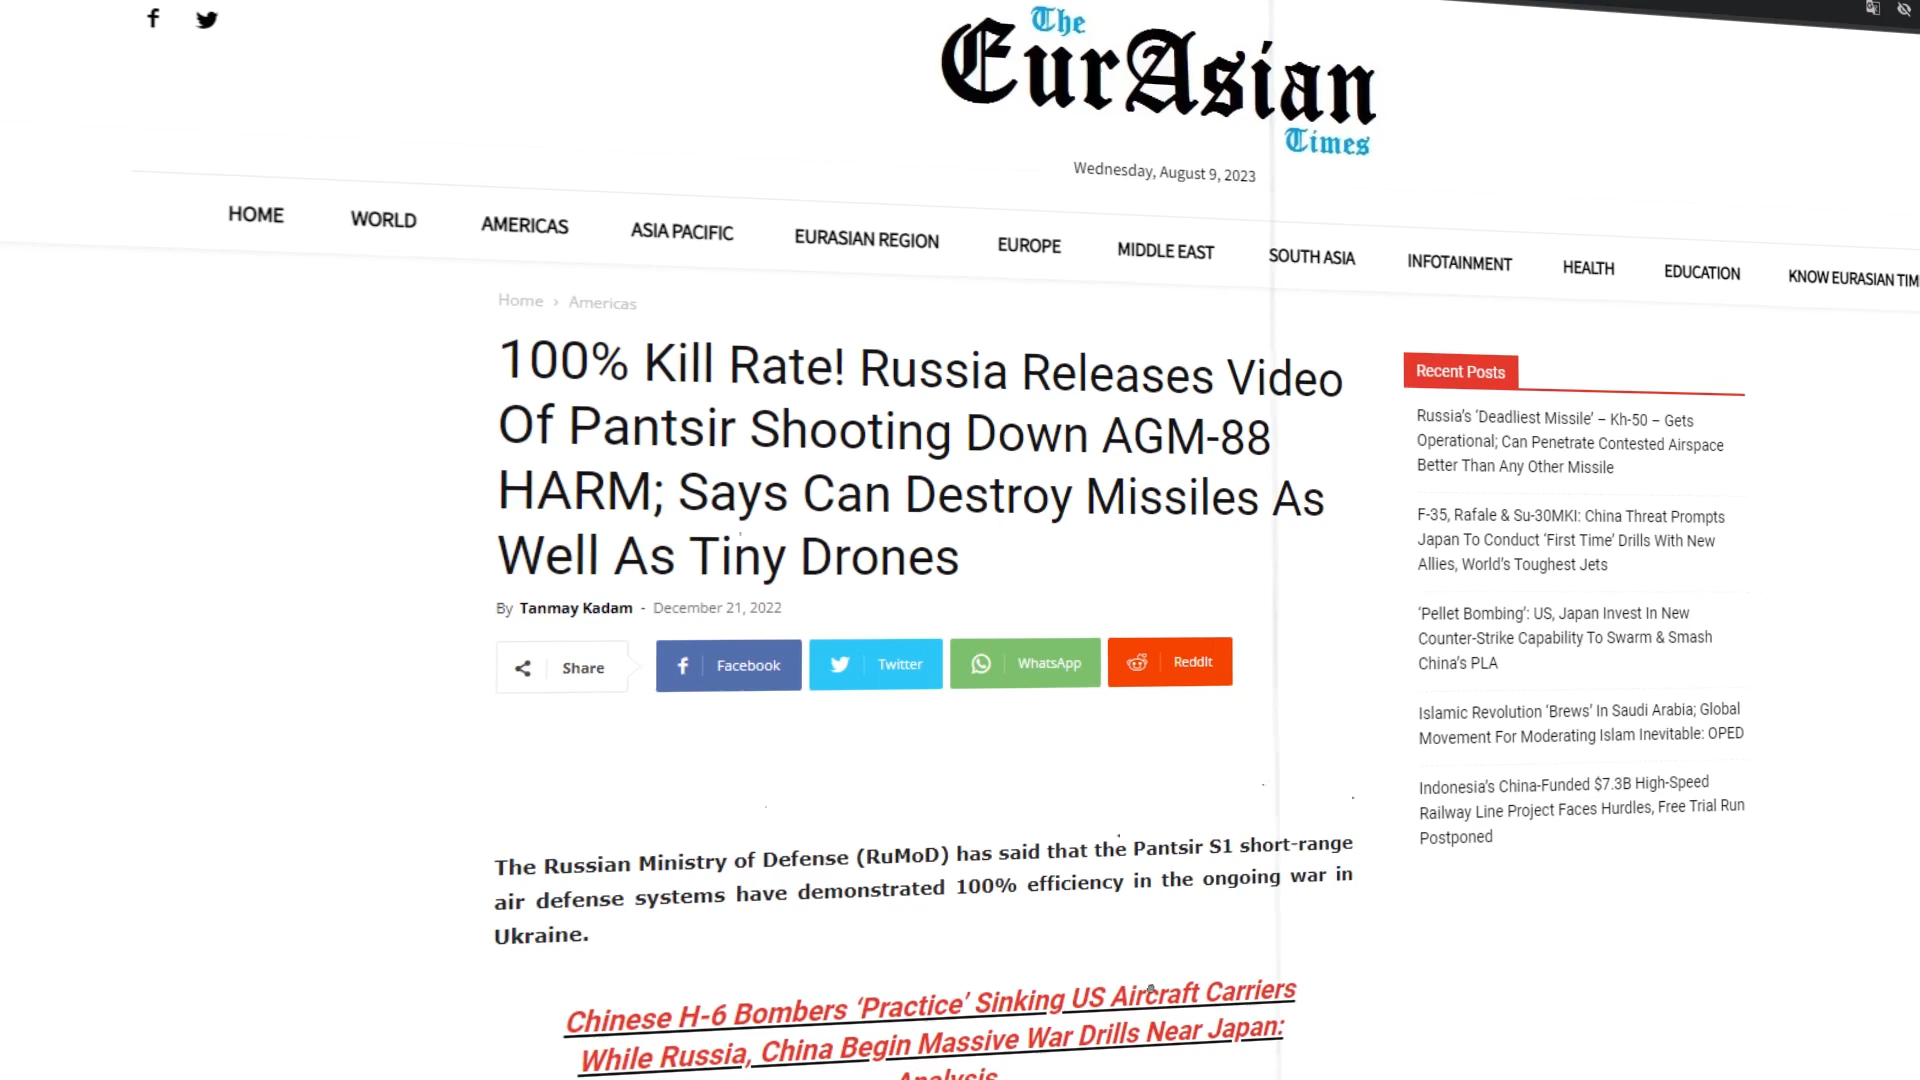 The
EurAsian
Times
Wednesday, August 9, 2023
HOME WORLD AMERICAS ASIA PACIFIC EURASIAN REGION EUROPE MIDDLE EAST SOUTH ASIA INFOTAINMENT HEALTH EDUCATION KNOW EURASIAN TIM
Home › Americas
100% Kill Rate! Russia Releases Video
Of Pantsir Shooting Down AGM-88
HARM; Says Can Destroy Missiles As
Well As Tiny Drones
By Tanmay Kadam - December 21, 2022
Share Facebook Twitter WhatsApp ReddIt
The Russian Ministry of Defense (RuMoD) has said that the Pantsir S1 short-range
air defense systems have demonstrated 100% efficiency in the ongoing war in
Ukraine.
Chinese H-6 Bombers ‘Practice’ Sinking US Aircraft Carriers
While Russia, China Begin Massive War Drills Near Japan:
Analysis
Recent Posts
Russia’s ‘Deadliest Missile’ – Kh-50 – Gets
Operational; Can Penetrate Contested Airspace
Better Than Any Other Missile
F-35, Rafale & Su-30MKI: China Threat Prompts
Japan To Conduct ‘First Time’ Drills With New
Allies, World’s Toughest Jets
‘Pellet Bombing’: US, Japan Invest In New
Counter-Strike Capability To Swarm & Smash
China’s PLA
Islamic Revolution ‘Brews’ In Saudi Arabia; Global
Movement For Moderating Islam Inevitable: OPED
Indonesia’s China-Funded $7.3B High-Speed
Railway Line Project Faces Hurdles, Free Trial Run
Postponed